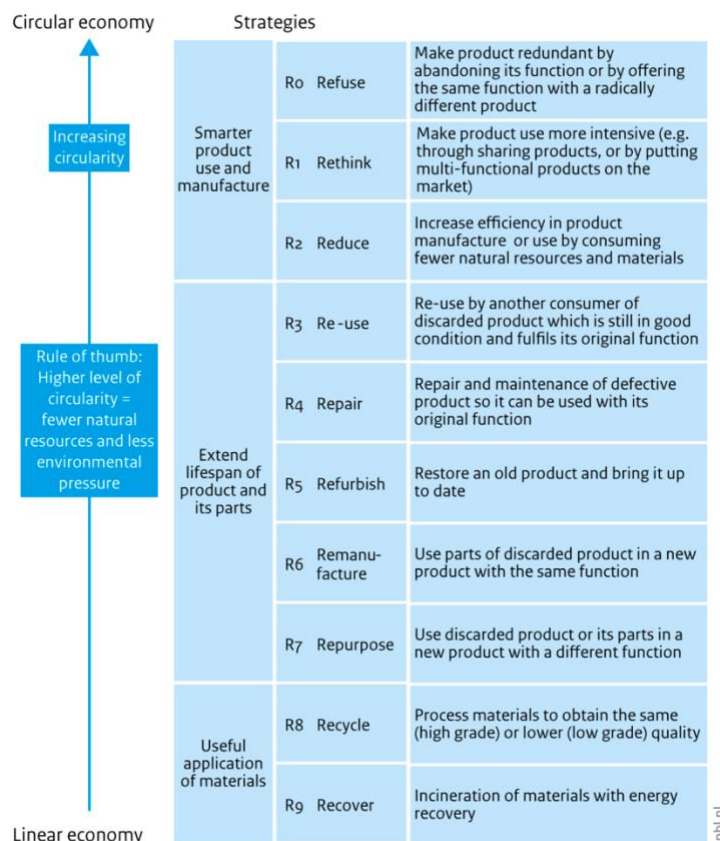 Circular economy
Strategies
Increasing
circularity
Rule of thumb:
Higher level of
circularity =
fewer natural
resources and less
environmental
pressure
Linear economy
Smarter
product
use and
manufacture
R0 Refuse
Make product redundant by
abandoning its function or by offering
the same function with a radically
different product
R1 Rethink
Make product use more intensive (e.g.
through sharing products, or by putting
multi-functional products on the
market)
R2 Reduce
Increase efficiency in product
manufacture or use by consuming
fewer natural resources and materials
Extend
lifespan of
product and
its parts
R3 Re-use
Re-use by another consumer of
discarded product which is still in good
condition and fulfils its original function
R4 Repair
Repair and maintenance of defective
product so it can be used with its
original function
R5 Refurbish
Restore an old product and bring it up
to date
R6 Remanu-
facture
Use parts of discarded product in a new
product with the same function
R7 Repurpose
Use discarded product or its parts in a
new product with a different function
Useful
application
of materials
R8 Recycle
Process materials to obtain the same
(high grade) or lower (low grade) quality
R9 Recover
Incineration of materials with energy
recovery
pbl.nl